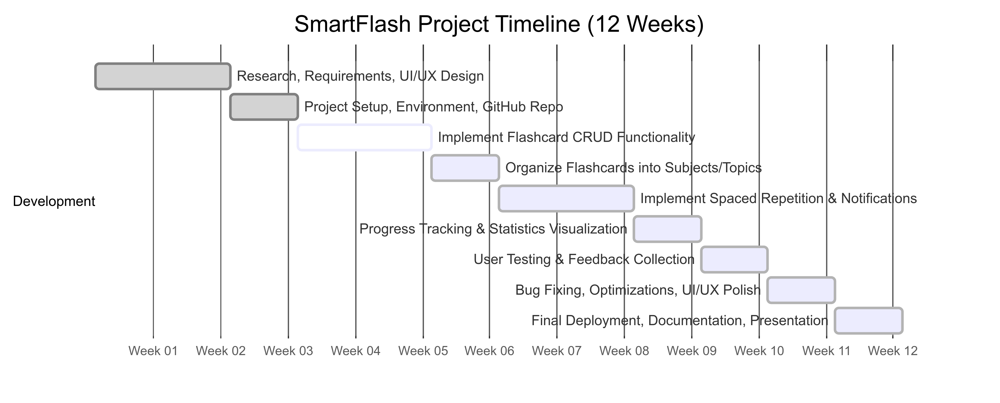 SmartFlash Project Timeline (12 Weeks)
Research, Requirements, UI/UX Design
Project Setup, Environment, GitHub Repo
Implement Flashcard CRUD Functionality
Organize Flashcards into Subjects/Topics
Development
Implement Spaced Repetition & Notifications
Progress Tracking & Statistics Visualization
User Testing & Feedback Collection
Bug Fixing, Optimizations, UI/UX Polish
Final Deployment, Documentation, Presentation
Week 01 Week 02 Week 03 Week 04 Week 05 Week 06 Week 07 Week 08 Week 09 Week 10 Week 11 Week 12